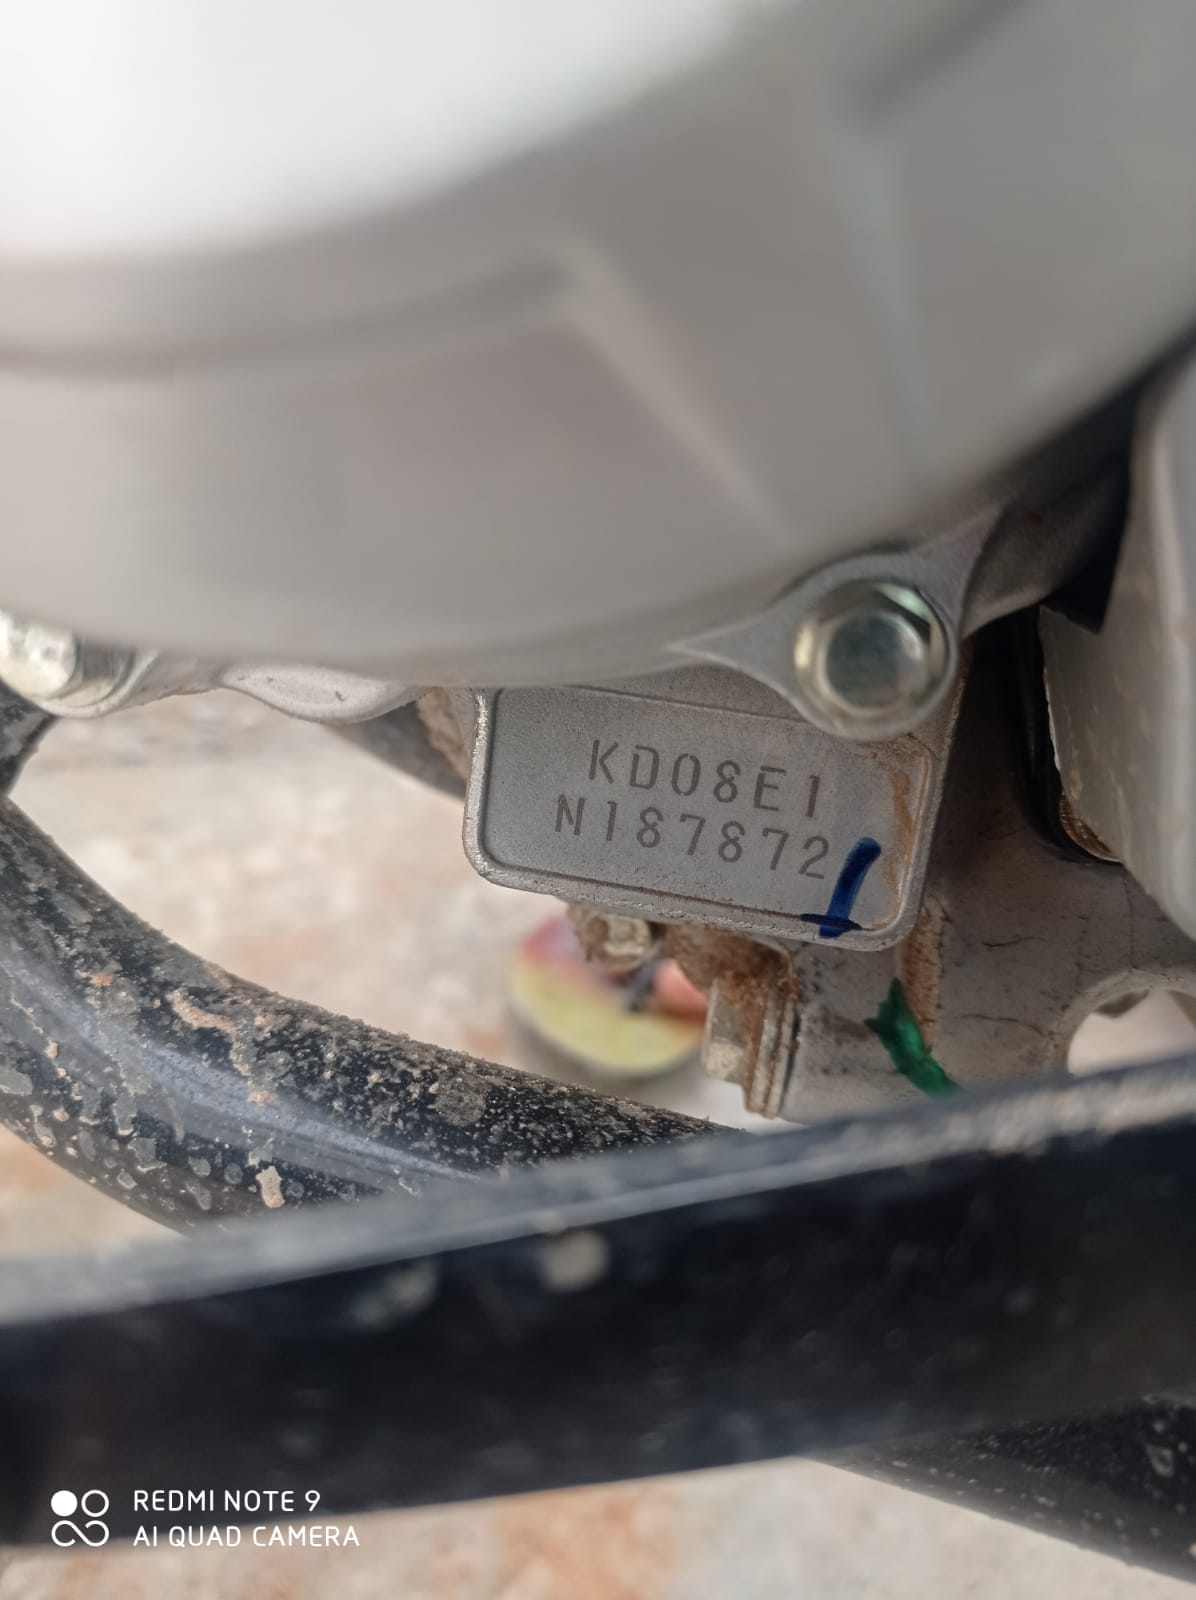 KD08E1
N187872
REDMI NOTE 9
AI QUAD CAMERA